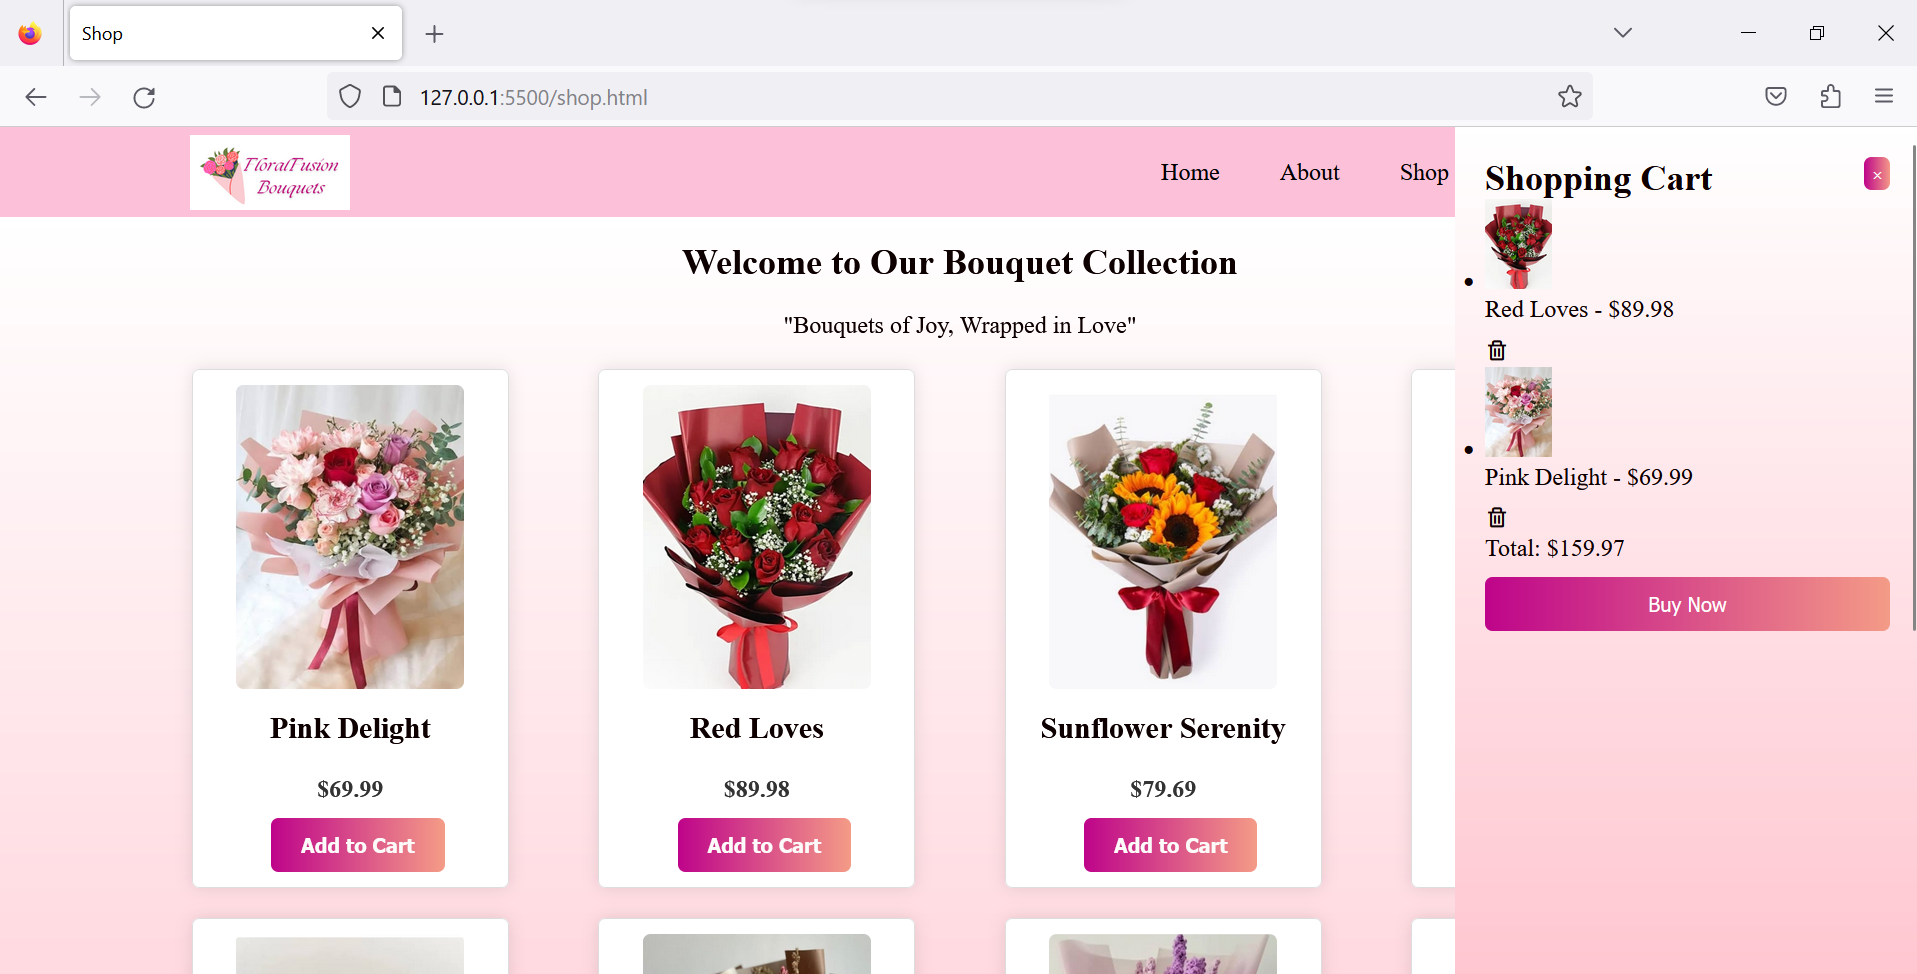 Shop
127.0.0.1:5500/shop.html
FloralFusion
Bouquets
Home About Shop
Welcome to Our Bouquet Collection
"Bouquets of Joy, Wrapped in Love"
Pink Delight
$69.99
Add to Cart
Red Loves
$89.98
Add to Cart
Sunflower Serenity
$79.69
Add to Cart
Shopping Cart
×
Red Loves - $89.98
Pink Delight - $69.99
Total: $159.97
Buy Now